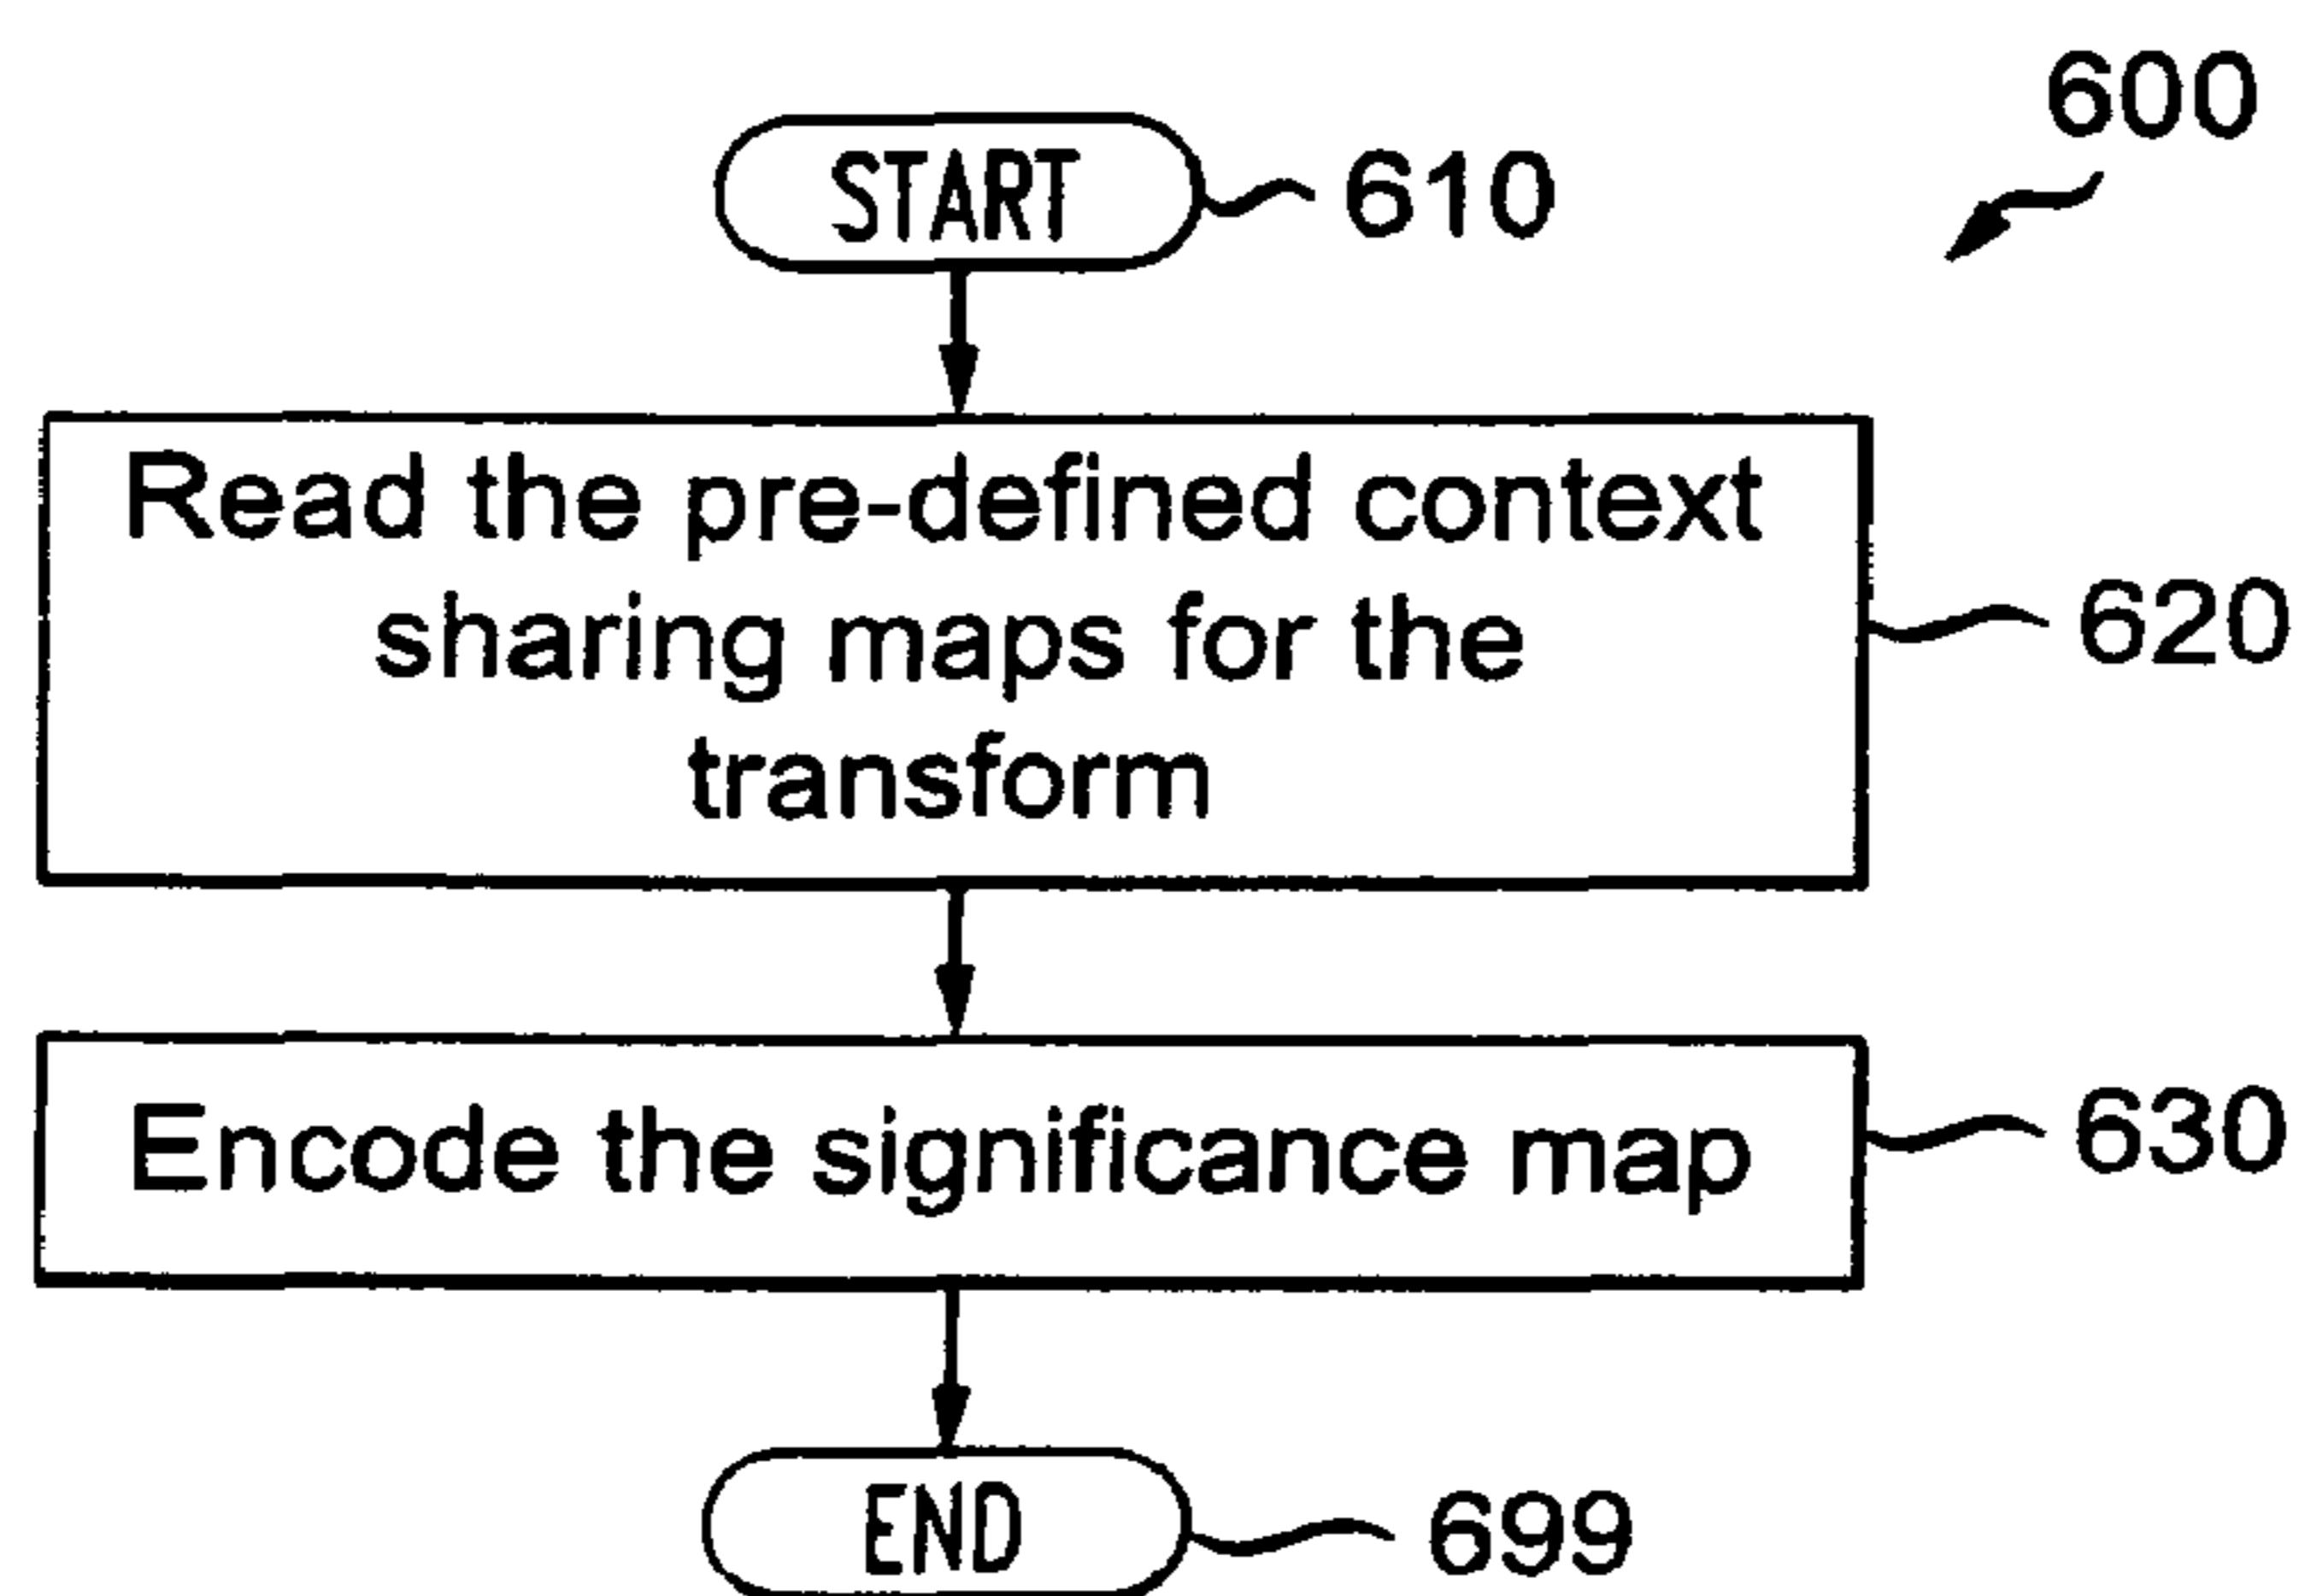 600
START 610
Read the pre-defined context
sharing maps for the
transform
620
Encode the significance map 630
END 699